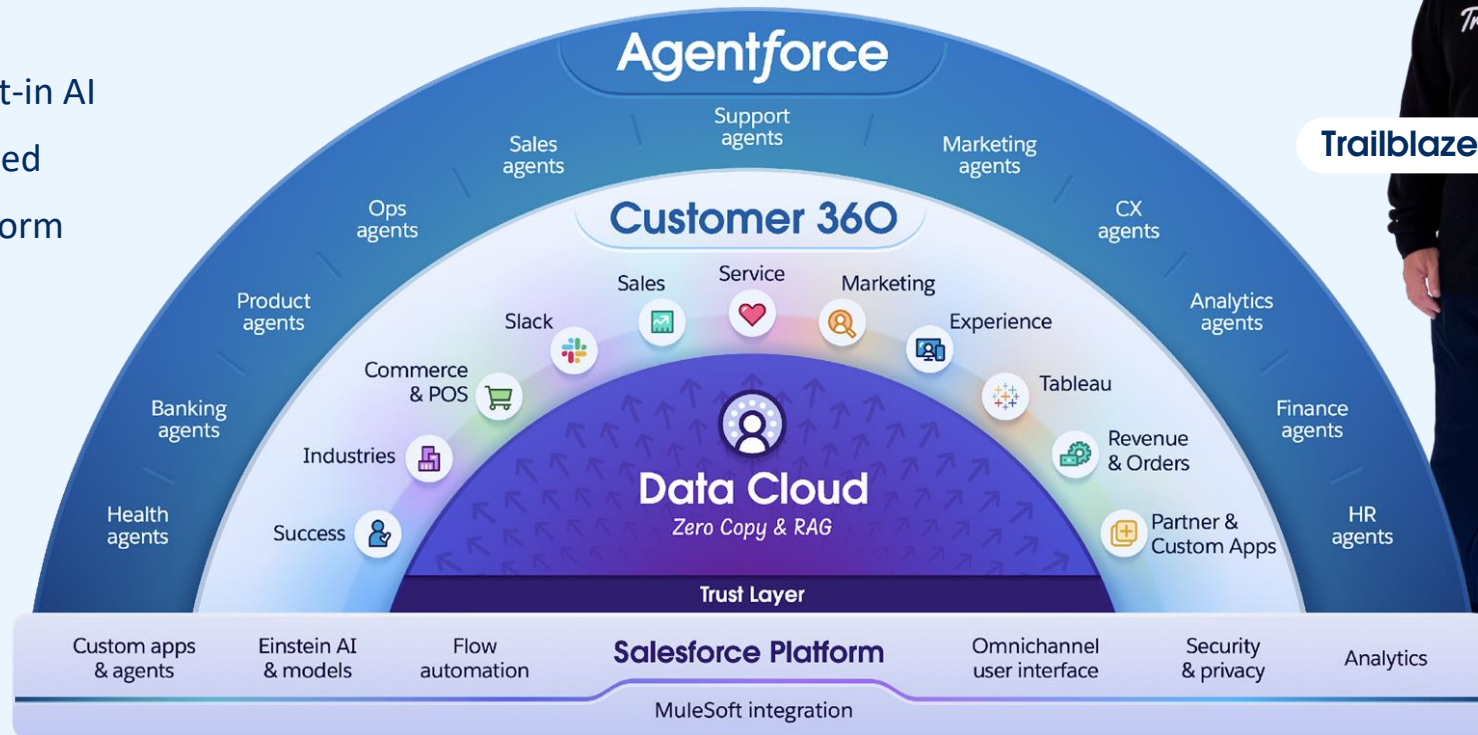 t-in AI
ed
orm
Tr
Trailblaze
Agentforce
Support
agents
Sales
agents
Marketing
agents
Ops
agents
CX
agents
Product
agents
Analytics
agents
Banking
agents
Finance
agents
Health
agents
HR
agents
Customer 360
Service
Sales
Marketing
Slack
Experience
Commerce
& POS
Tableau
Industries
Revenue
& Orders
Success
Partner &
Custom Apps
Data Cloud
Zero Copy & RAG
Trust Layer
Custom apps
& agents
Einstein AI
& models
Flow
automation
Salesforce Platform
Omnichannel
user interface
Security
& privacy
Analytics
MuleSoft integration